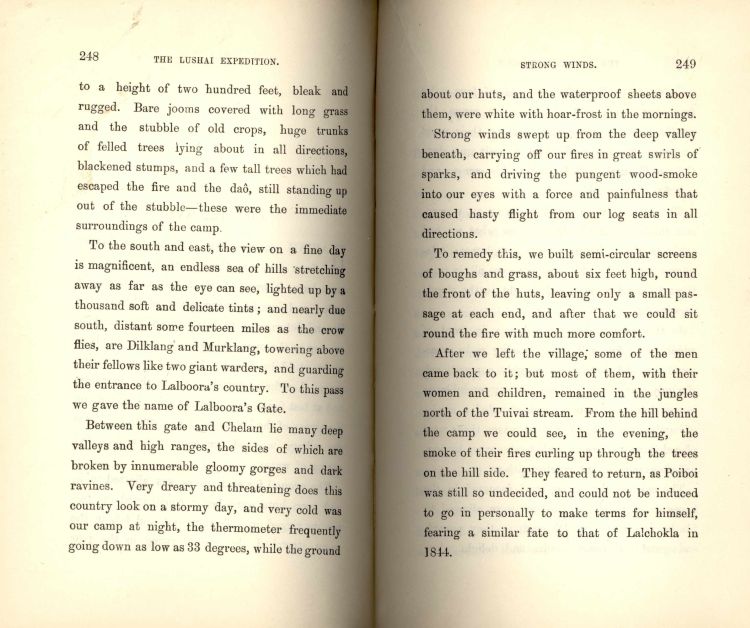 248
THE LUSHAI EXPEDITION.
to a height of two hundred feet, bleak and
rugged. Bare jooms covered with long grass
and the stubble of old crops, huge trunks
of felled trees lying about in all directions,
blackened stumps, and a few tall trees which had
escaped the fire and the daô, still standing up
out of the stubble—these were the immediate
surroundings of the camp.
To the south and east, the view on a fine day
is magnificent, an endless sea of hills stretching
away as far as the eye can see, lighted up by a
thousand soft and delicate tints; and nearly due
south, distant some fourteen miles as the crow
flies, are Dilklang and Murklang, towering above
their fellows like two giant warders, and guarding
the entrance to Lalboora's country. To this pass
we gave the name of Lalboora's Gate.
Between this gate and Chelam lie many deep
valleys and high ranges, the sides of which are
broken by innumerable gloomy gorges and dark
ravines. Very dreary and threatening does this
country look on a stormy day, and very cold was
our camp at night, the thermometer frequently
going down as low as 33 degrees, while the ground
STRONG WINDS.
249
about our huts, and the waterproof sheets above
them, were white with hoar-frost in the mornings.
Strong winds swept up from the deep valley
beneath, carrying off our fires in great swirls of
sparks, and driving the pungent wood-smoke
into our eyes with a force and painfulness that
caused hasty flight from our log seats in all
directions.
To remedy this, we built semi-circular screens
of boughs and grass, about six feet high, round
the front of the huts, leaving only a small pas-
sage at each end, and after that we could sit
round the fire with much more comfort.
After we left the village, some of the men
came back to it; but most of them, with their
women and children, remained in the jungles
north of the Tuivai stream. From the hill behind
the camp we could see, in the evening, the
smoke of their fires curling up through the trees
on the hill side. They feared to return, as Poiboi
was still so undecided, and could not be induced
to go in personally to make terms for himself,
fearing a similar fate to that of Lalchokla in
1844.